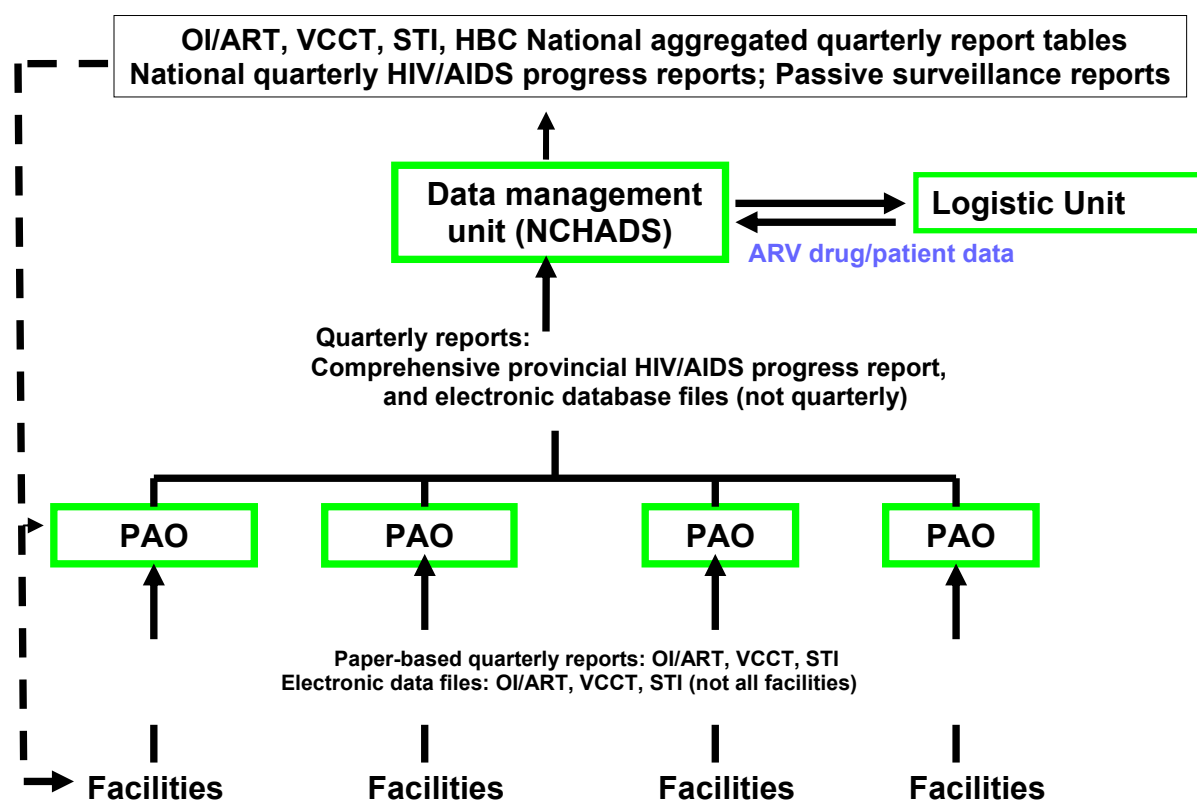 OI/ART, VCCT, STI, HBC National aggregated quarterly report tables
National quarterly HIV/AIDS progress reports; Passive surveillance reports
Data management
unit (NCHADS)
Logistic Unit
ARV drug/patient data
Quarterly reports:
Comprehensive provincial HIV/AIDS progress report,
and electronic database files (not quarterly)
PAO
PAO
PAO
PAO
Paper-based quarterly reports: OI/ART, VCCT, STI
Electronic data files: OI/ART, VCCT, STI (not all facilities)
Facilities
Facilities
Facilities
Facilities